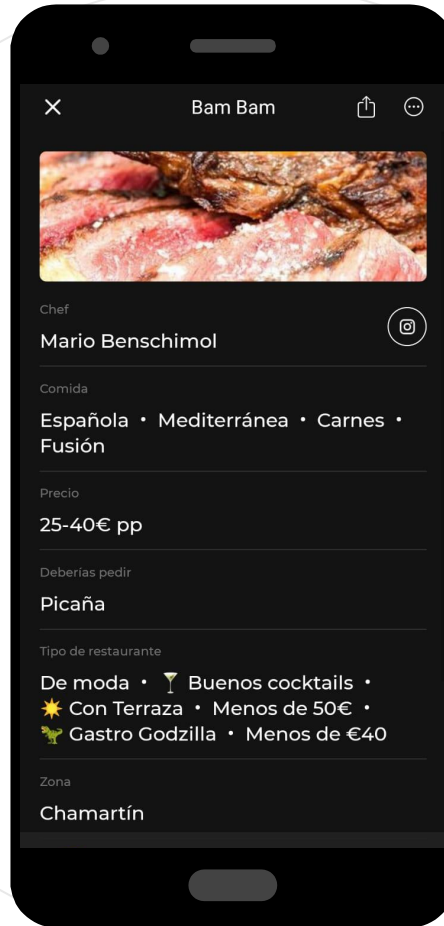 Bam Bam
Chef
Mario Benschimol
Comida
Española • Mediterránea • Carnes •
Fusión
Precio
25-40€ pp
Deberías pedir
Picaña
Tipo de restaurante
De moda • 🍸 Buenos cocktails •
☀️ Con Terraza • Menos de 50€ •
🦖 Gastro Godzilla • Menos de €40
Zona
Chamartín